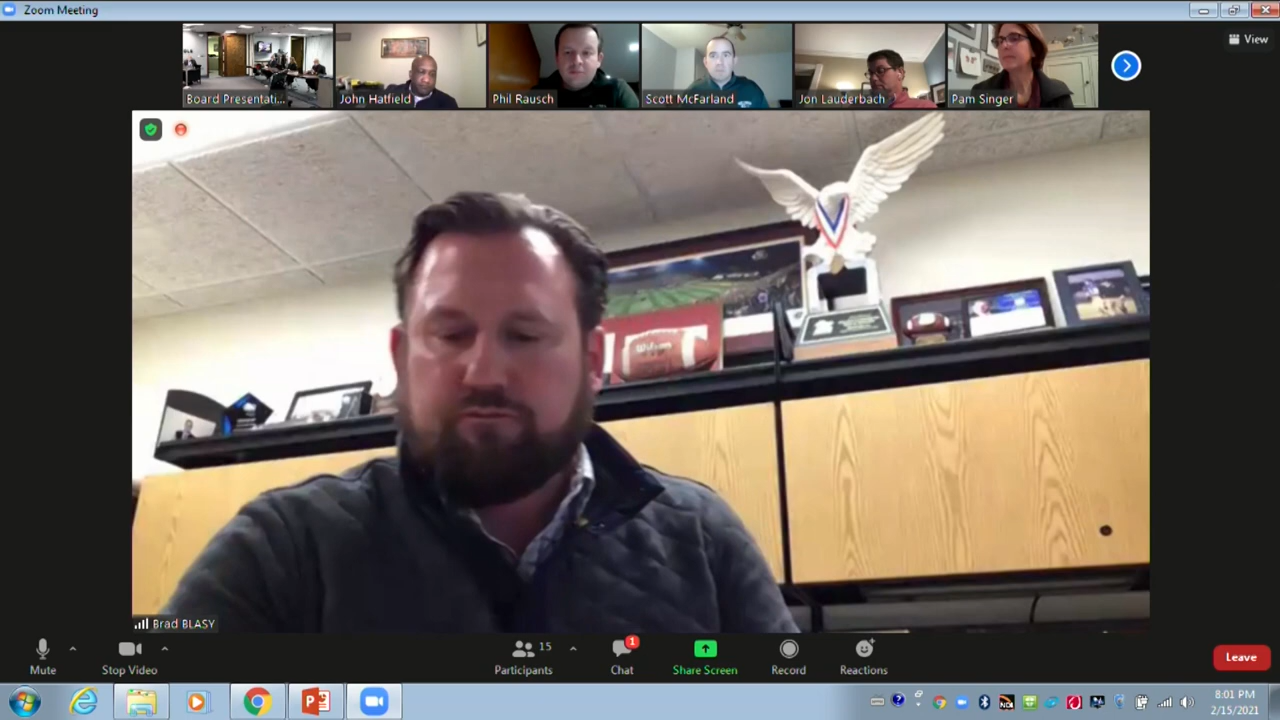 Zoom Meeting
View
Board Presentati...
John Hatfield
Phil Rausch
Scott McFarland
Jon Lauderbach
Pam Singer
Wilson
Brad BLASY
Mute
Stop Video
15
Participants
1
Chat
Share Screen
Record
Reactions
Leave
8:01 PM
2/15/2021